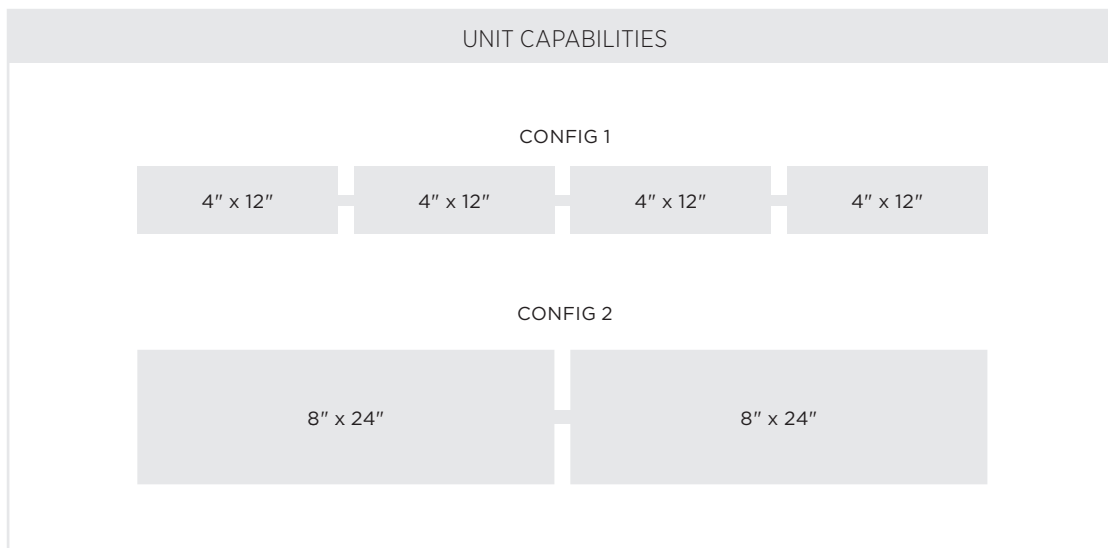 UNIT CAPABILITIES
CONFIG 1
4" x 12" 4" x 12" 4" x 12" 4" x 12"
CONFIG 2
8" x 24" 8" x 24"